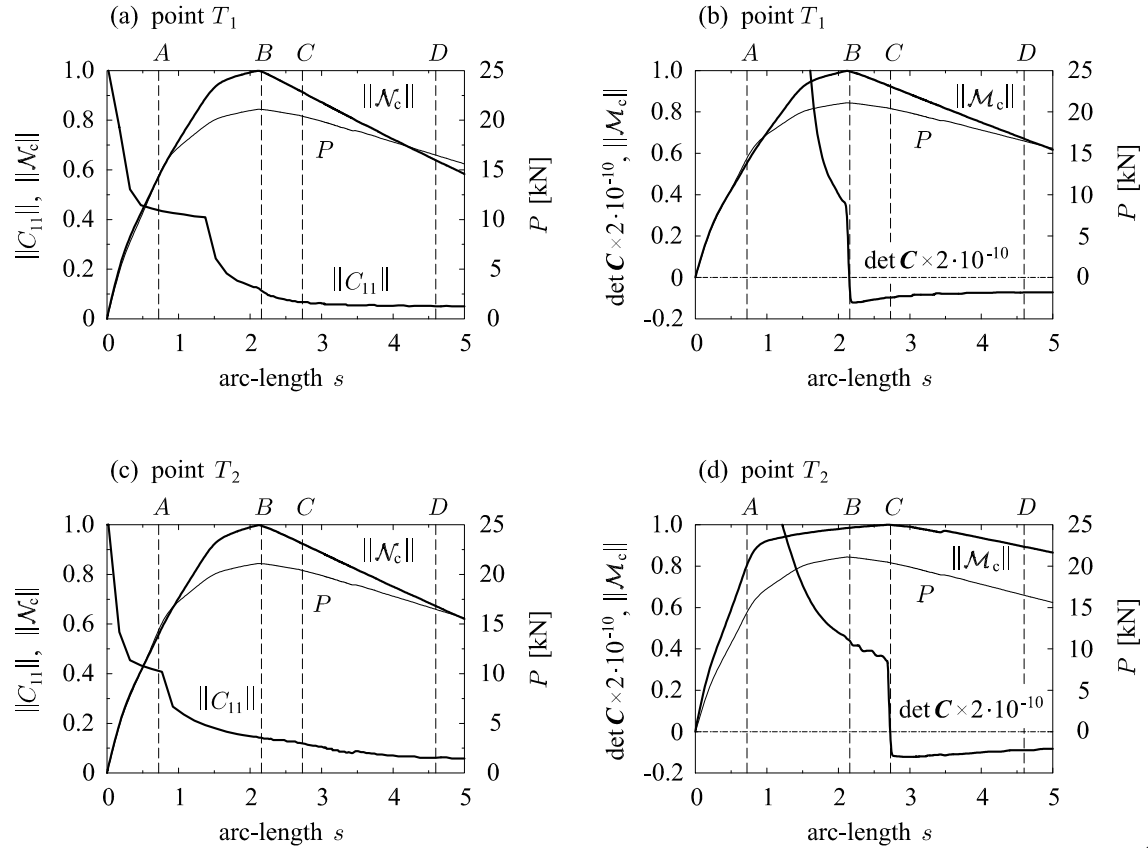 (a) point T₁
A B C D
1.0 0.8 0.6 0.4 0.2 0
||C₁₁||, ||𝒩c||
||𝒩c||
P
||C₁₁||
25 20 15 10 5 0
P [kN]
0 1 2 3 4 5
arc-length s
(b) point T₁
A B C D
1.0 0.8 0.6 0.4 0.2 0 -0.2
det C × 2·10⁻¹⁰, ||ℳc||
||ℳc||
P
det C × 2·10⁻¹⁰
25 20 15 10 5 0
P [kN]
0 1 2 3 4 5
arc-length s
(c) point T₂
A B C D
1.0 0.8 0.6 0.4 0.2 0
||C₁₁||, ||𝒩c||
||𝒩c||
P
||C₁₁||
25 20 15 10 5 0
P [kN]
0 1 2 3 4 5
arc-length s
(d) point T₂
A B C D
1.0 0.8 0.6 0.4 0.2 0 -0.2
det C × 2·10⁻¹⁰, ||ℳc||
||ℳc||
P
det C × 2·10⁻¹⁰
25 20 15 10 5 0
P [kN]
0 1 2 3 4 5
arc-length s